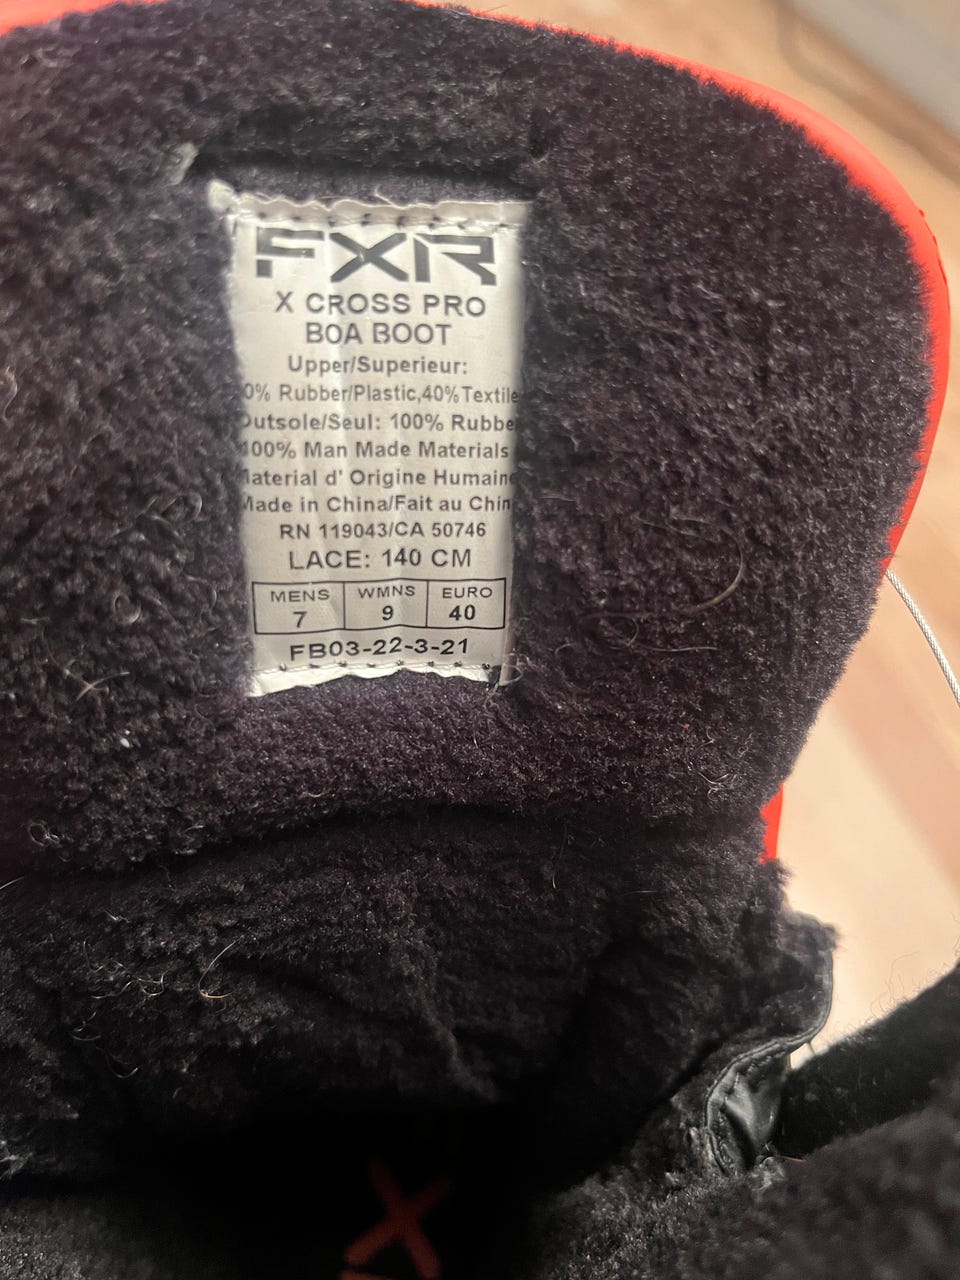 FXR
X CROSS PRO
BOA BOOT
Upper/Superieur:
0% Rubber/Plastic,40%Textile
Outsole/Seul: 100% Rubbe
100% Man Made Materials
Material d' Origine Humaine
Made in China/Fait au Chin
RN 119043/CA 50746
LACE: 140 CM
MENS WMNS EURO
7 9 40
FB03-22-3-21
X